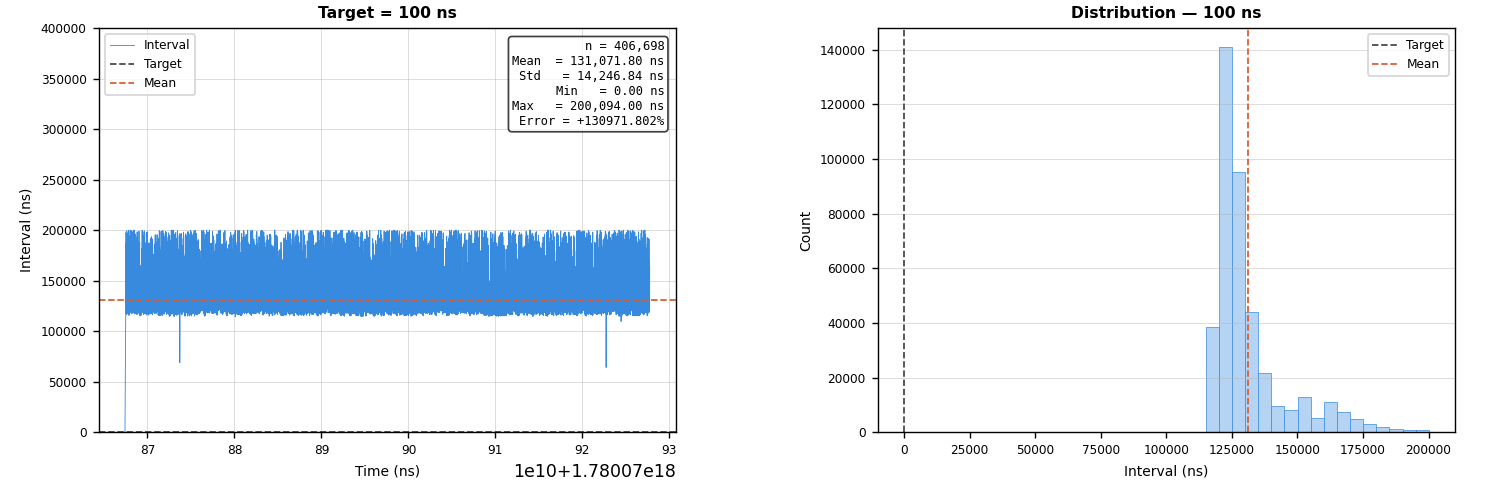 Target = 100 ns
400000
350000
300000
250000
200000
150000
100000
50000
0
Interval (ns)
Interval
Target
Mean
n = 406,698
Mean = 131,071.80 ns
Std = 14,246.84 ns
Min = 0.00 ns
Max = 200,094.00 ns
Error = +130971.802%
87 88 89 90 91 92 93
Time (ns)
1e10+1.78007e18
Distribution — 100 ns
140000
120000
100000
80000
60000
40000
20000
0
Count
Target
Mean
0 25000 50000 75000 100000 125000 150000 175000 200000
Interval (ns)